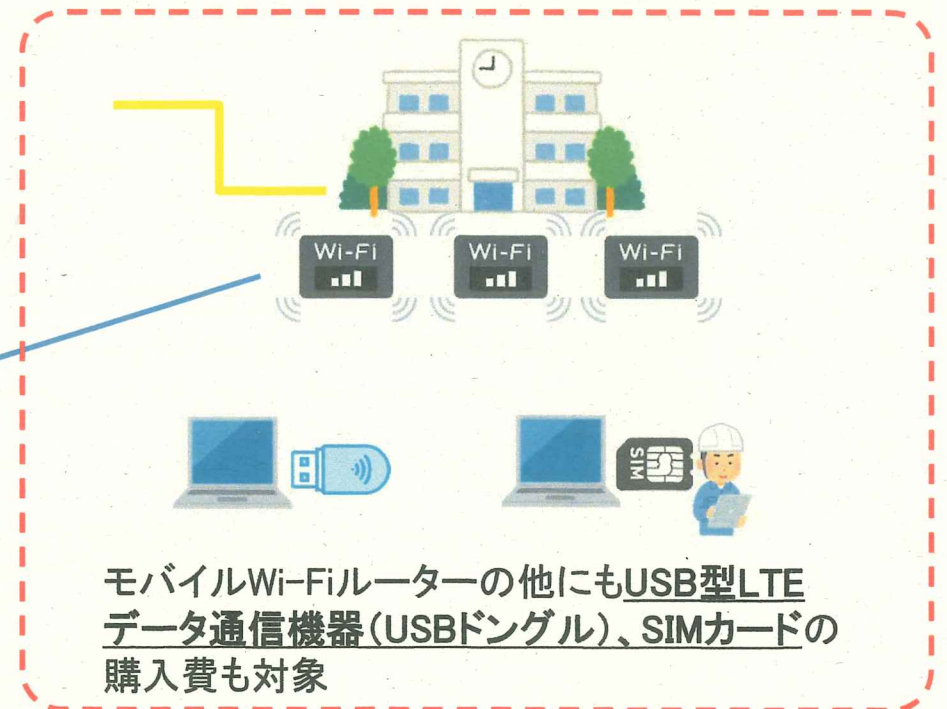 Wi-Fi Wi-Fi Wi-Fi
SIM
モバイルWi-Fiルーターの他にもUSB型LTE
データ通信機器(USBドングル)、SIMカードの
購入費も対象